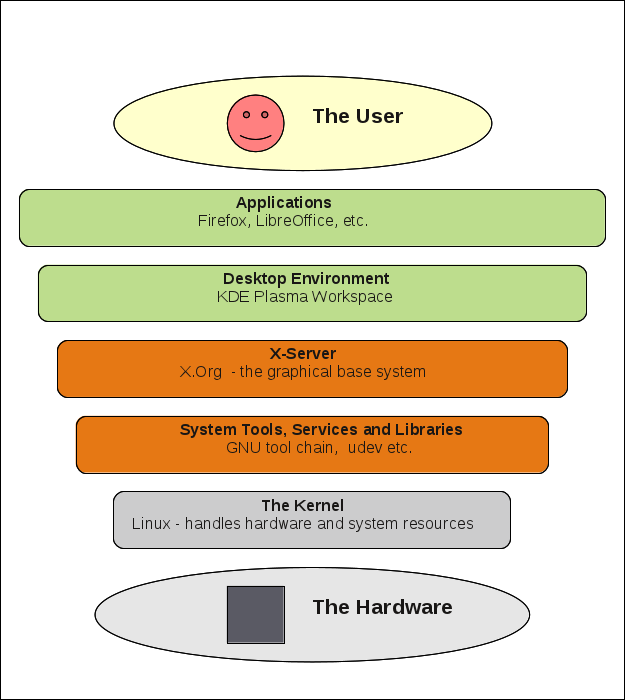 The User
Applications
Firefox, LibreOffice, etc.
Desktop Environment
KDE Plasma Workspace
X-Server
X.Org - the graphical base system
System Tools, Services and Libraries
GNU tool chain, udev etc.
The Kernel
Linux - handles hardware and system resources
The Hardware